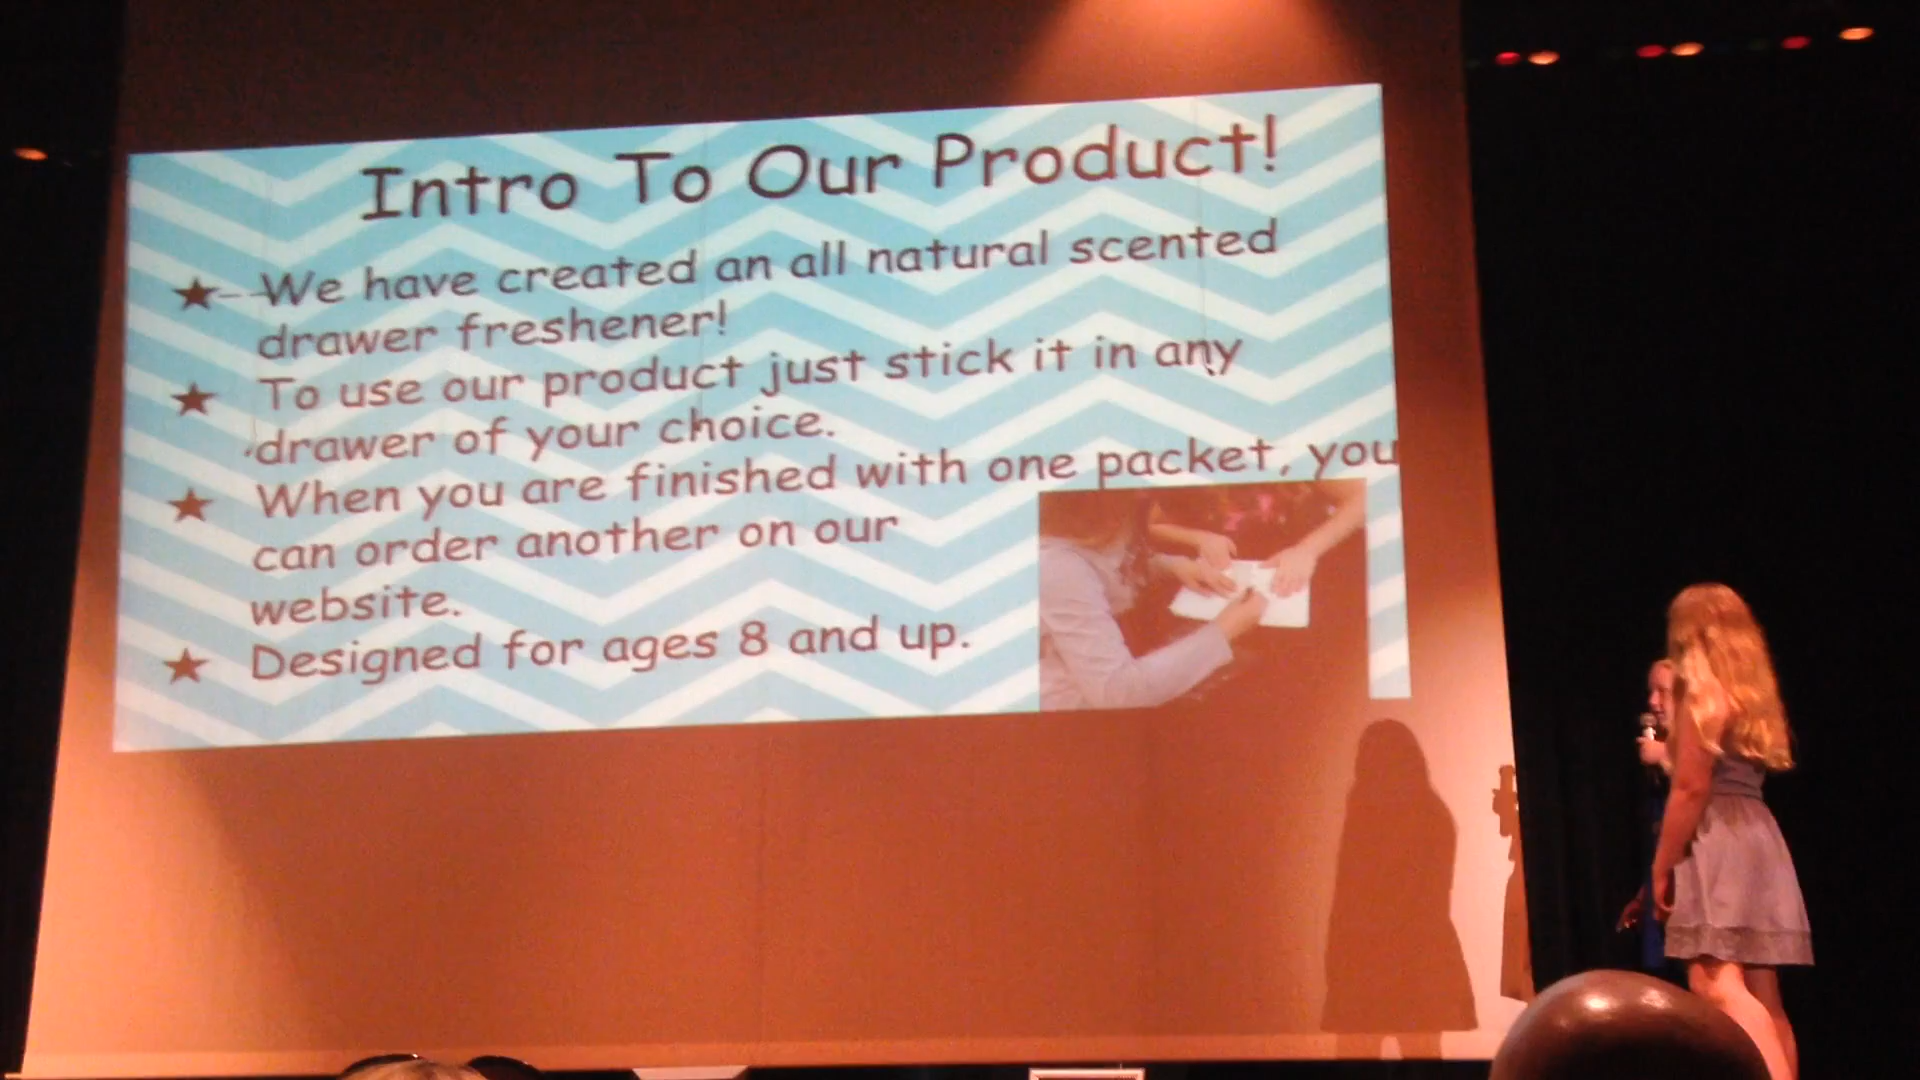 Intro To Our Product!
We have created an all natural scented
drawer freshener!
To use our product just stick it in any
drawer of your choice.
When you are finished with one packet, you
can order another on our
website.
Designed for ages 8 and up.